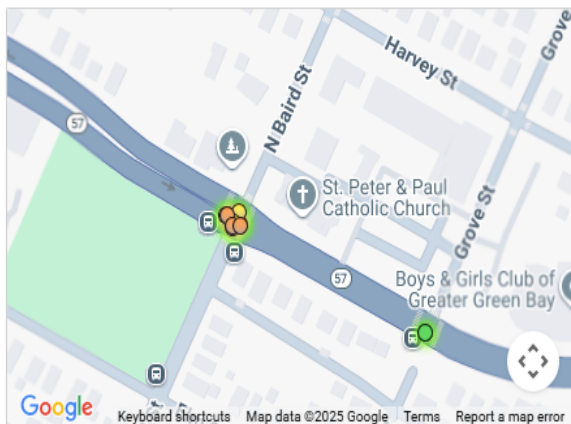 Harvey St
Grove
N Baird St
57
St. Peter & Paul
Catholic Church
Grove St
57
Boys & Girls Club of
Greater Green Bay
St
Google
Keyboard shortcuts Map data ©2025 Google Terms Report a map error